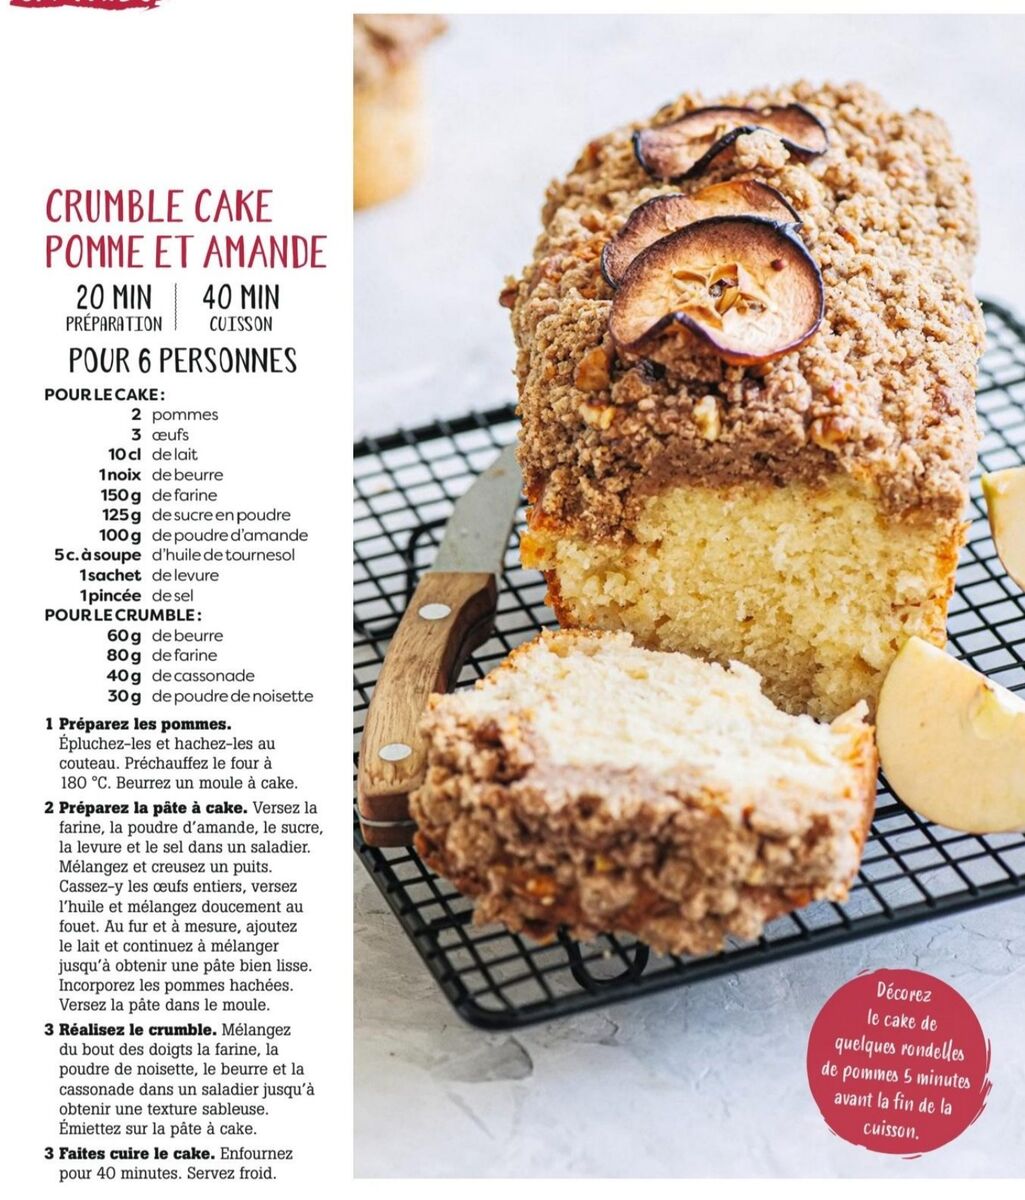 CRUMBLE CAKE
POMME ET AMANDE
20 MIN
PRÉPARATION
40 MIN
CUISSON
POUR 6 PERSONNES
POUR LE CAKE :
2 pommes
3 œufs
10 cl de lait
1 noix de beurre
150 g de farine
125 g de sucre en poudre
100 g de poudre d'amande
5 c. à soupe d'huile de tournesol
1 sachet de levure
1 pincée de sel
POUR LE CRUMBLE :
60 g de beurre
80 g de farine
40 g de cassonade
30 g de poudre de noisette
1 Préparez les pommes.
Épluchez-les et hachez-les au
couteau. Préchauffez le four à
180 °C. Beurrez un moule à cake.
2 Préparez la pâte à cake. Versez la
farine, la poudre d'amande, le sucre,
la levure et le sel dans un saladier.
Mélangez et creusez un puits.
Cassez-y les œufs entiers, versez
l'huile et mélangez doucement au
fouet. Au fur et à mesure, ajoutez
le lait et continuez à mélanger
jusqu'à obtenir une pâte bien lisse.
Incorporez les pommes hachées.
Versez la pâte dans le moule.
3 Réalisez le crumble. Mélangez
du bout des doigts la farine, la
poudre de noisette, le beurre et la
cassonade dans un saladier jusqu'à
obtenir une texture sableuse.
Émiettez sur la pâte à cake.
3 Faites cuire le cake. Enfournez
pour 40 minutes. Servez froid.
Décorez
le cake de
quelques rondelles
de pommes 5 minutes
avant la fin de la
cuisson.